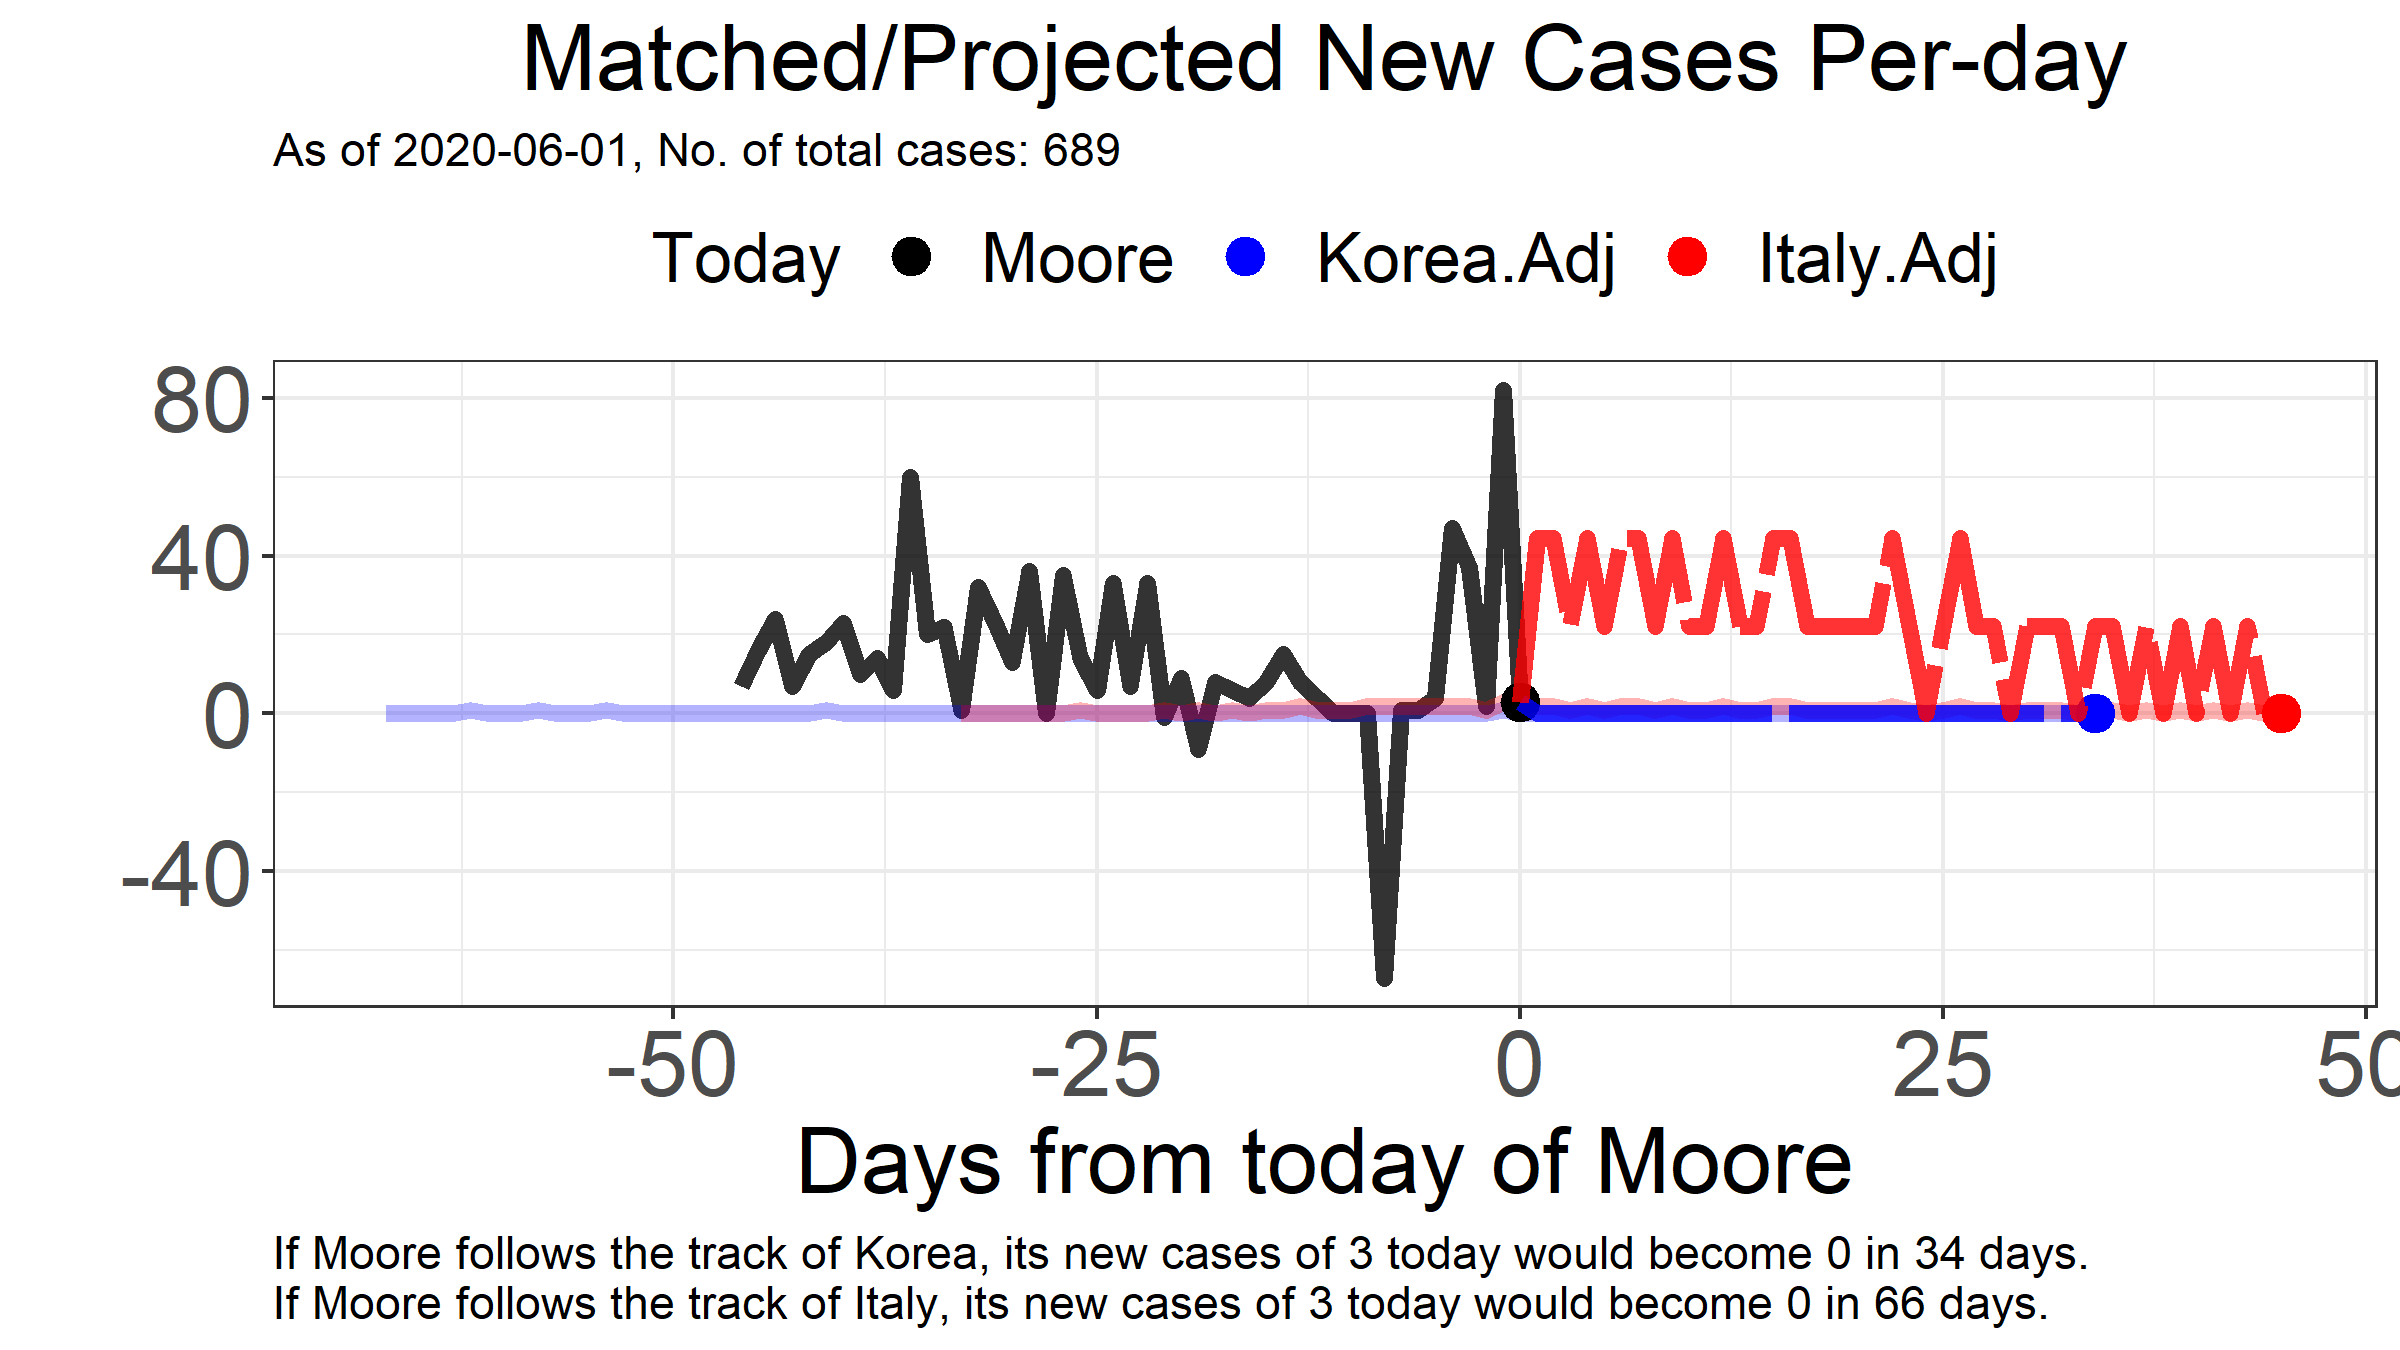 Matched/Projected New Cases Per-day
As of 2020-06-01, No. of total cases: 689
Today Moore Korea.Adj Italy.Adj
80
40
0
-40
-50 -25 0 25 50
Days from today of Moore
If Moore follows the track of Korea, its new cases of 3 today would become 0 in 34 days.
If Moore follows the track of Italy, its new cases of 3 today would become 0 in 66 days.